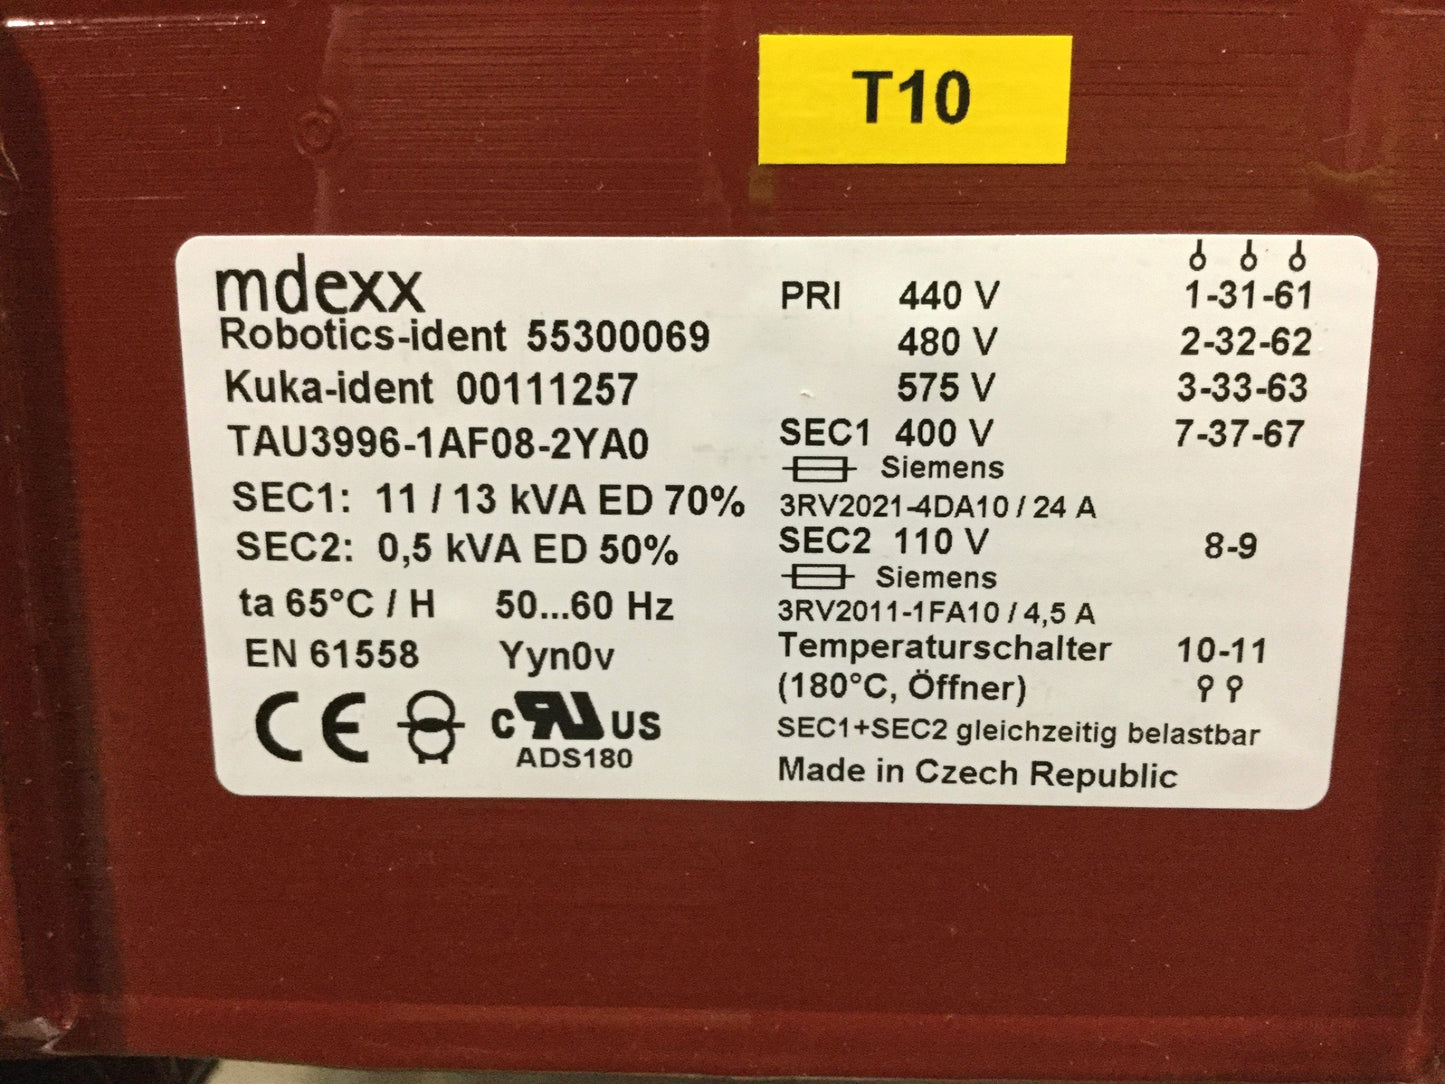 T10
mdexx
Robotics-ident 55300069
Kuka-ident 00111257
TAU3996-1AF08-2YA0
SEC1: 11 / 13 kVA ED 70%
SEC2: 0,5 kVA ED 50%
ta 65°C / H 50...60 Hz
EN 61558 Yyn0v
CE c RU US
ADS180
PRI 440 V 1-31-61
480 V 2-32-62
575 V 3-33-63
SEC1 400 V 7-37-67
Siemens
3RV2021-4DA10 / 24 A
SEC2 110 V 8-9
Siemens
3RV2011-1FA10 / 4,5 A
Temperaturschalter 10-11
(180°C, Öffner)
SEC1+SEC2 gleichzeitig belastbar
Made in Czech Republic